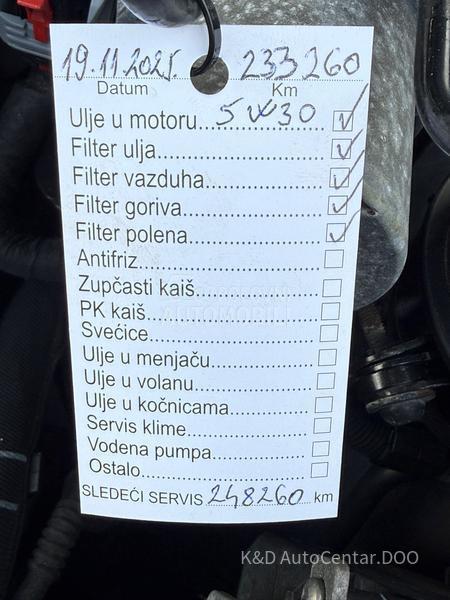 19.11.2025. 233260
Datum Km
Ulje u motoru 5W30 ✓
Filter ulja ✓
Filter vazduha ✓
Filter goriva ✓
Filter polena ✓
Antifriz
Zupčasti kaiš
PK kaiš
Svećice
Ulje u menjaču
Ulje u volanu
Ulje u kočnicama
Servis klime
Vodena pumpa
Ostalo
SLEDEĆI SERVIS 248260 km
K&D AutoCentar.DOO